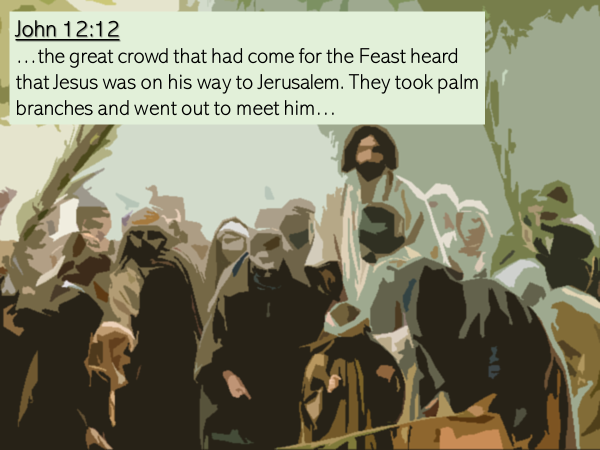 John 12:12
…the great crowd that had come for the Feast heard
that Jesus was on his way to Jerusalem. They took palm
branches and went out to meet him…